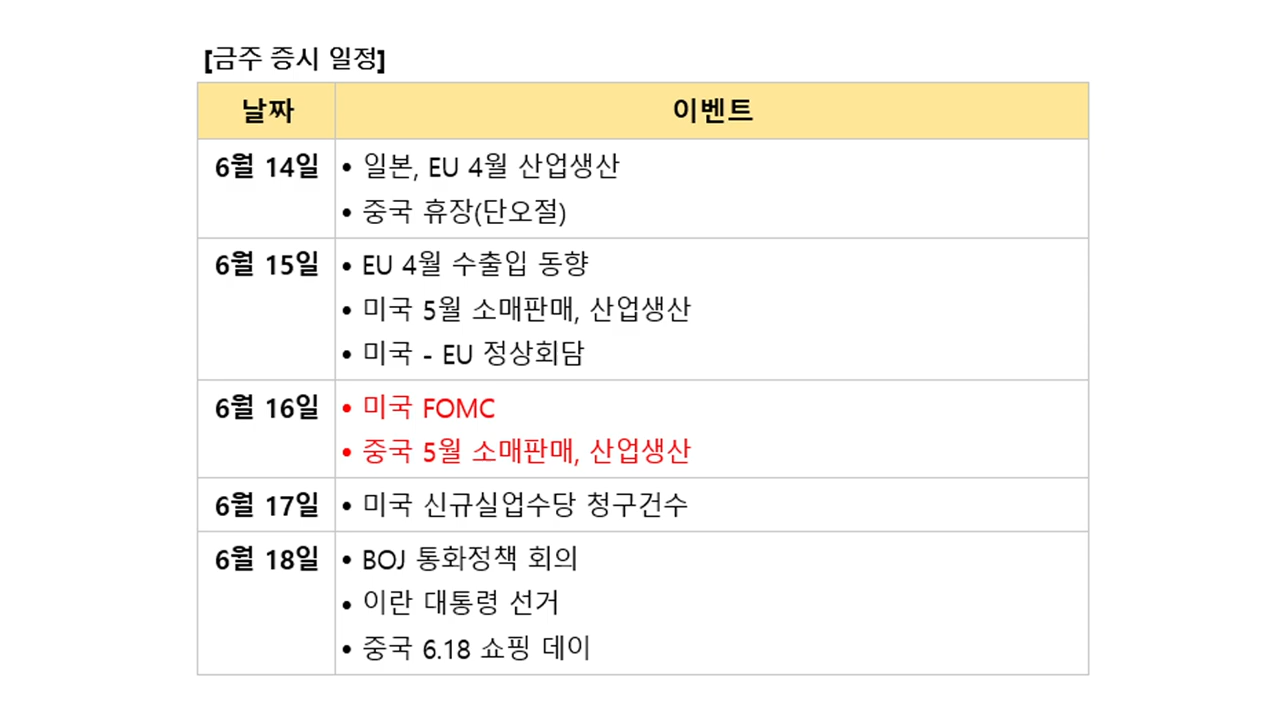 [금주 증시 일정]
날짜 이벤트
6월 14일 • 일본, EU 4월 산업생산
• 중국 휴장(단오절)
6월 15일 • EU 4월 수출입 동향
• 미국 5월 소매판매, 산업생산
• 미국 - EU 정상회담
6월 16일 • 미국 FOMC
• 중국 5월 소매판매, 산업생산
6월 17일 • 미국 신규실업수당 청구건수
6월 18일 • BOJ 통화정책 회의
• 이란 대통령 선거
• 중국 6.18 쇼핑 데이